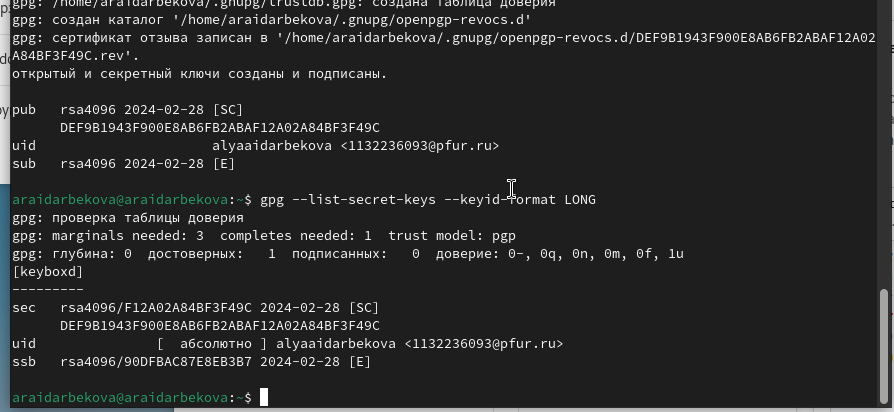 gpg: /home/araidarbekova/.gnupg/trustdb.gpg: создана таблица доверия
gpg: создан каталог '/home/araidarbekova/.gnupg/openpgp-revocs.d'
gpg: сертификат отзыва записан в '/home/araidarbekova/.gnupg/openpgp-revocs.d/DEF9B1943F900E8AB6FB2ABAF12A02
A84BF3F49C.rev'.
открытый и секретный ключи созданы и подписаны.
pub   rsa4096 2024-02-28 [SC]
      DEF9B1943F900E8AB6FB2ABAF12A02A84BF3F49C
uid                      alyaaidarbekova <1132236093@pfur.ru>
sub   rsa4096 2024-02-28 [E]
araidarbekova@araidarbekova:~$ gpg --list-secret-keys --keyid-format LONG
gpg: проверка таблицы доверия
gpg: marginals needed: 3  completes needed: 1  trust model: pgp
gpg: глубина: 0  достоверных:   1  подписанных:   0  доверие: 0-, 0q, 0n, 0m, 0f, 1u
[keyboxd]
---------
sec   rsa4096/F12A02A84BF3F49C 2024-02-28 [SC]
      DEF9B1943F900E8AB6FB2ABAF12A02A84BF3F49C
uid               [  абсолютно ] alyaaidarbekova <1132236093@pfur.ru>
ssb   rsa4096/90DFBAC87E8EB3B7 2024-02-28 [E]
araidarbekova@araidarbekova:~$